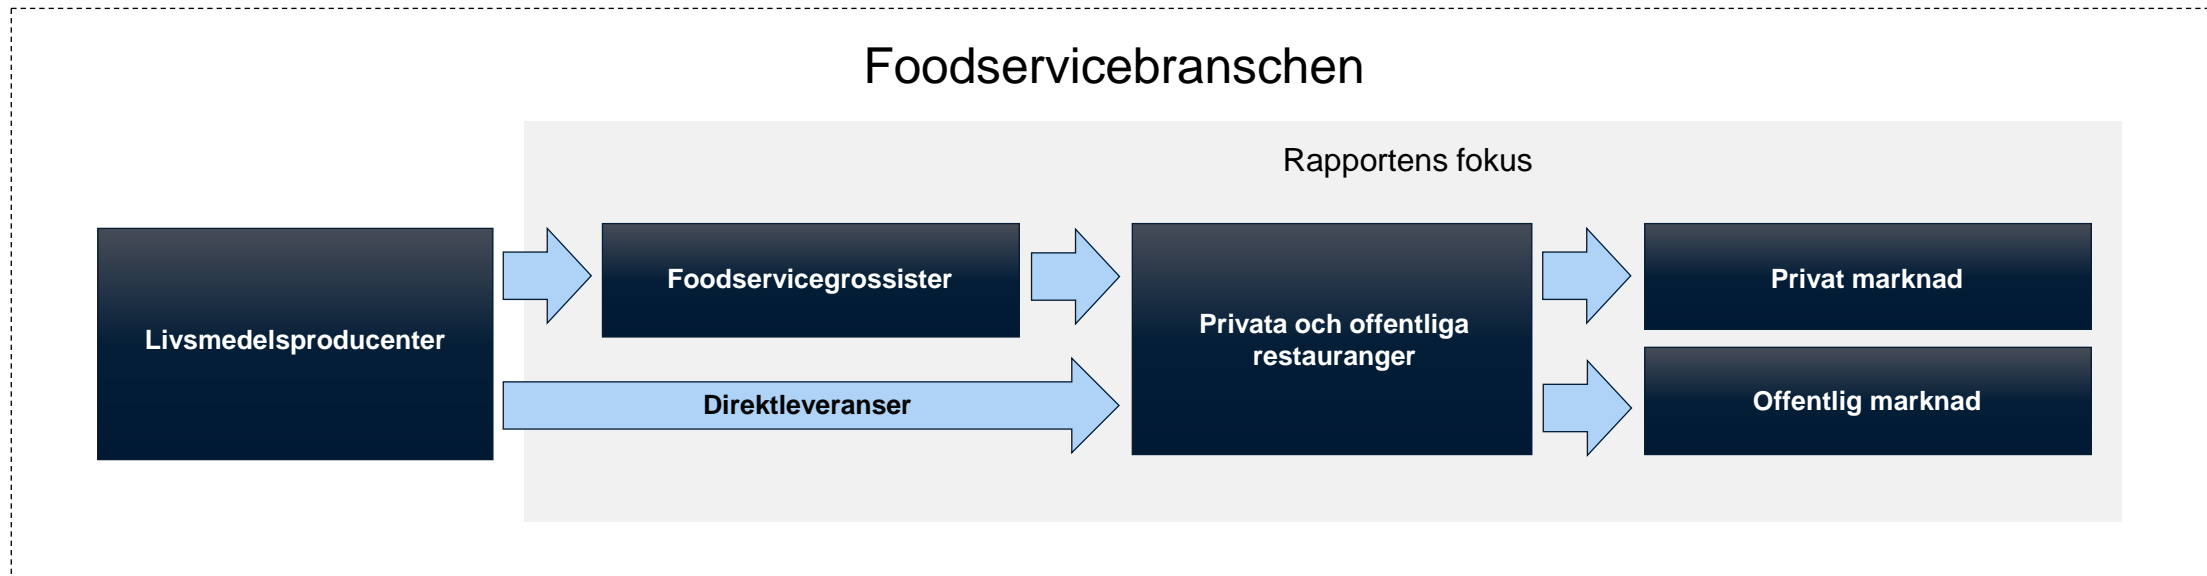 Foodservicebranschen
Rapportens fokus
Livsmedelsproducenter
Foodservicegrossister
Direktleveranser
Privata och offentliga
restauranger
Privat marknad
Offentlig marknad